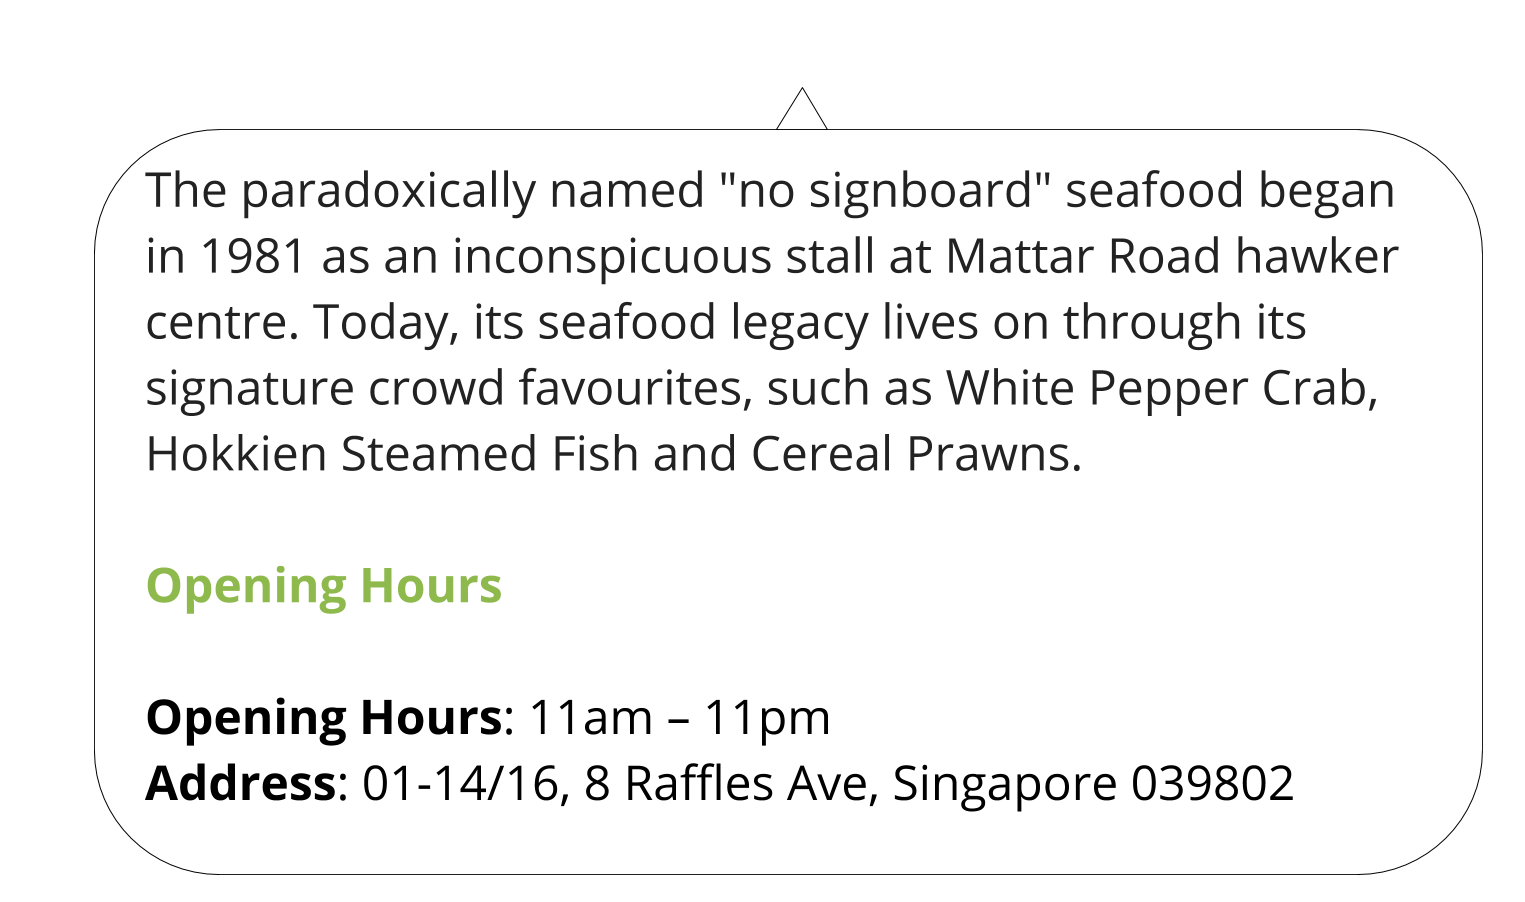 The paradoxically named "no signboard" seafood began
in 1981 as an inconspicuous stall at Mattar Road hawker
centre. Today, its seafood legacy lives on through its
signature crowd favourites, such as White Pepper Crab,
Hokkien Steamed Fish and Cereal Prawns.
Opening Hours
Opening Hours: 11am – 11pm
Address: 01-14/16, 8 Raffles Ave, Singapore 039802